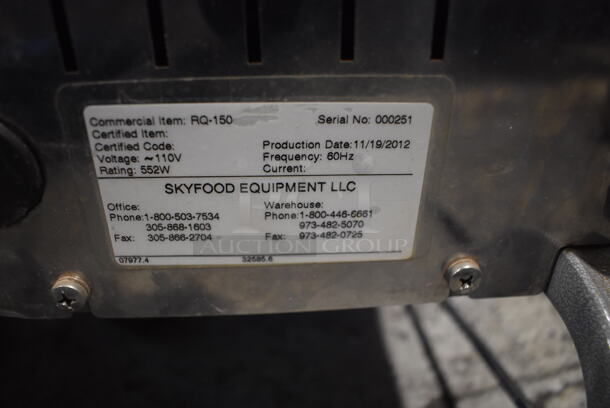 Commercial Item: RQ-150 Serial No: 000251
Certified Item:
Certified Code: Production Date: 11/19/2012
Voltage: ~110V Frequency: 60Hz
Rating: 552W Current:
SKYFOOD EQUIPMENT LLC
Office: Warehouse:
Phone: 1-800-503-7534 Phone: 1-800-446-6661
305-868-1603 973-482-5070
Fax: 305-866-2704 Fax: 973-482-0725
AUCTION GROUP
07977.4 32585.6